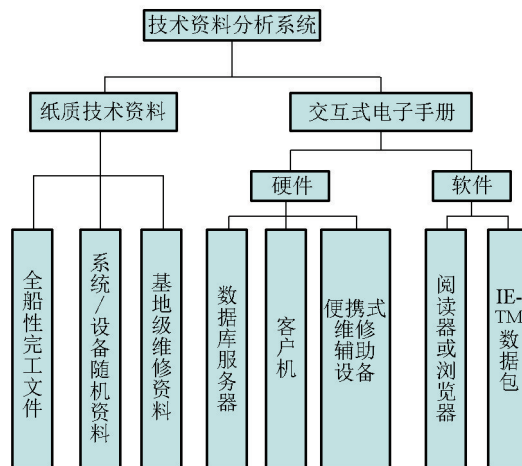 技术资料分析系统
纸质技术资料
交互式电子手册
硬件
软件
全船性完工文件
系统/设备随机资料
基地级维修资料
数据库服务器
客户机
便携式
维修
辅助
设备
阅读器或浏览器
IE-
TM
数据包